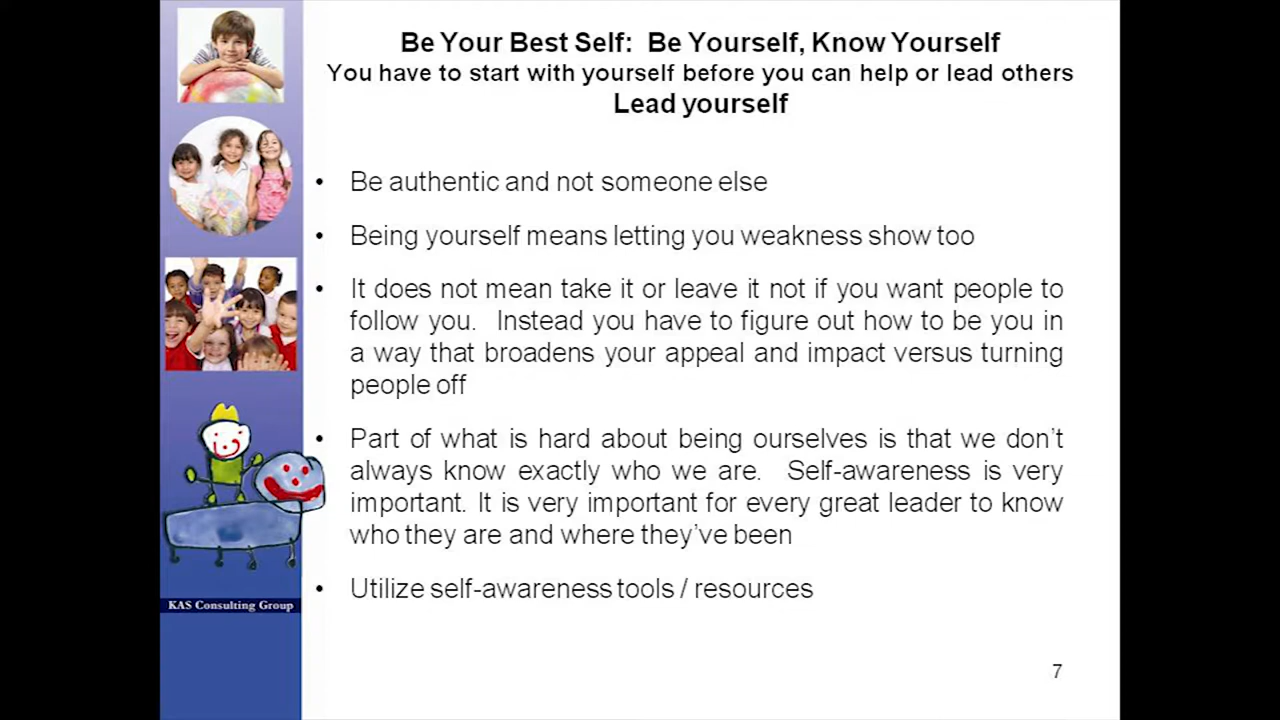 Be Your Best Self:  Be Yourself, Know Yourself
You have to start with yourself before you can help or lead others
Lead yourself
• Be authentic and not someone else
• Being yourself means letting you weakness show too
• It does not mean take it or leave it not if you want people to
follow you.  Instead you have to figure out how to be you in
a way that broadens your appeal and impact versus turning
people off
• Part of what is hard about being ourselves is that we don't
always know exactly who we are.  Self-awareness is very
important. It is very important for every great leader to know
who they are and where they've been
• Utilize self-awareness tools / resources
KAS Consulting Group
7